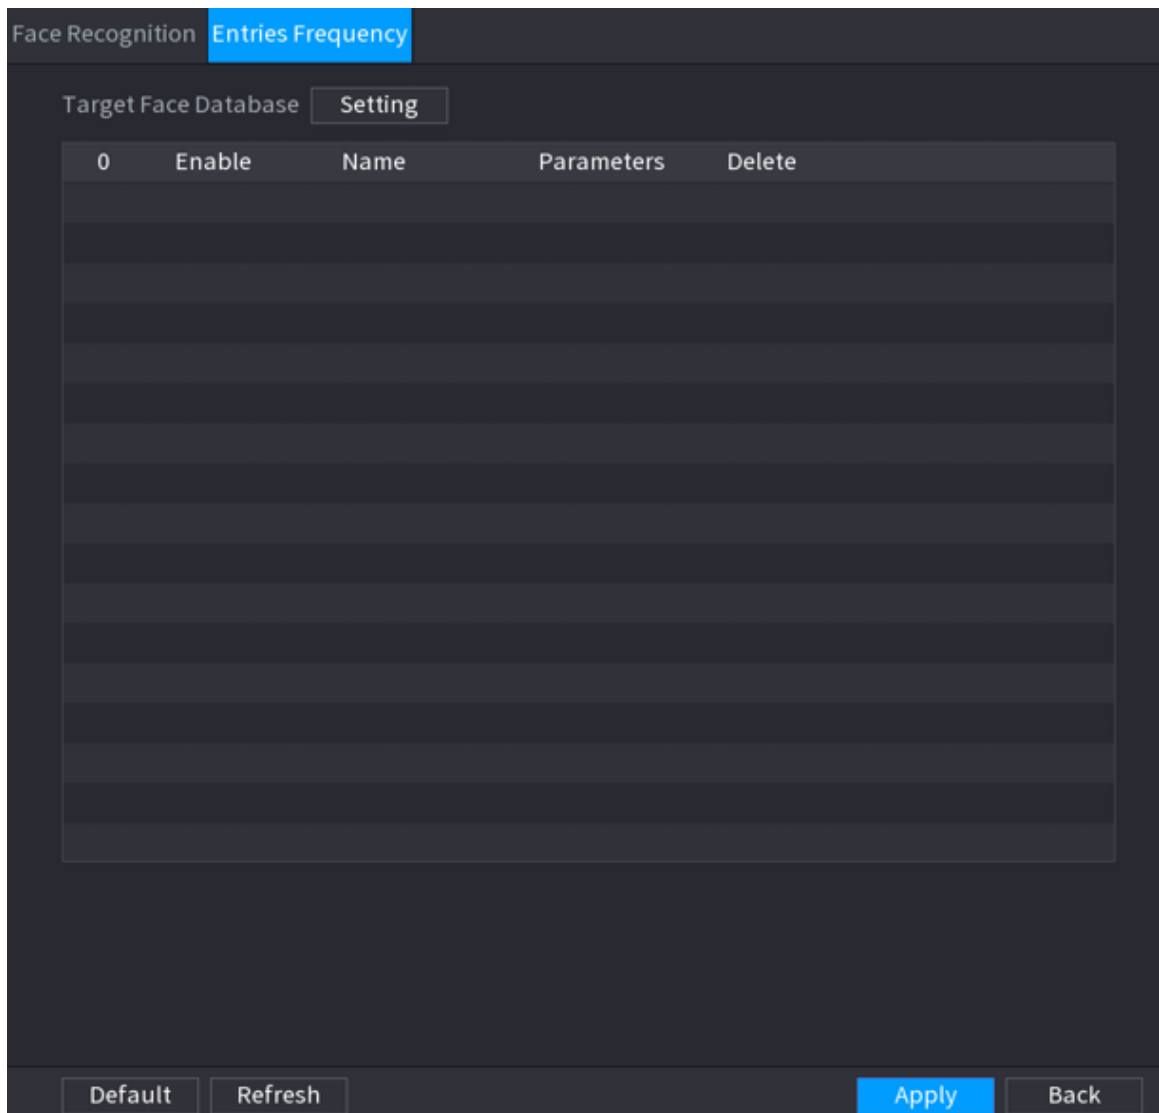 Face Recognition Entries Frequency
Target Face Database Setting
0 Enable Name Parameters Delete
Default Refresh Apply Back